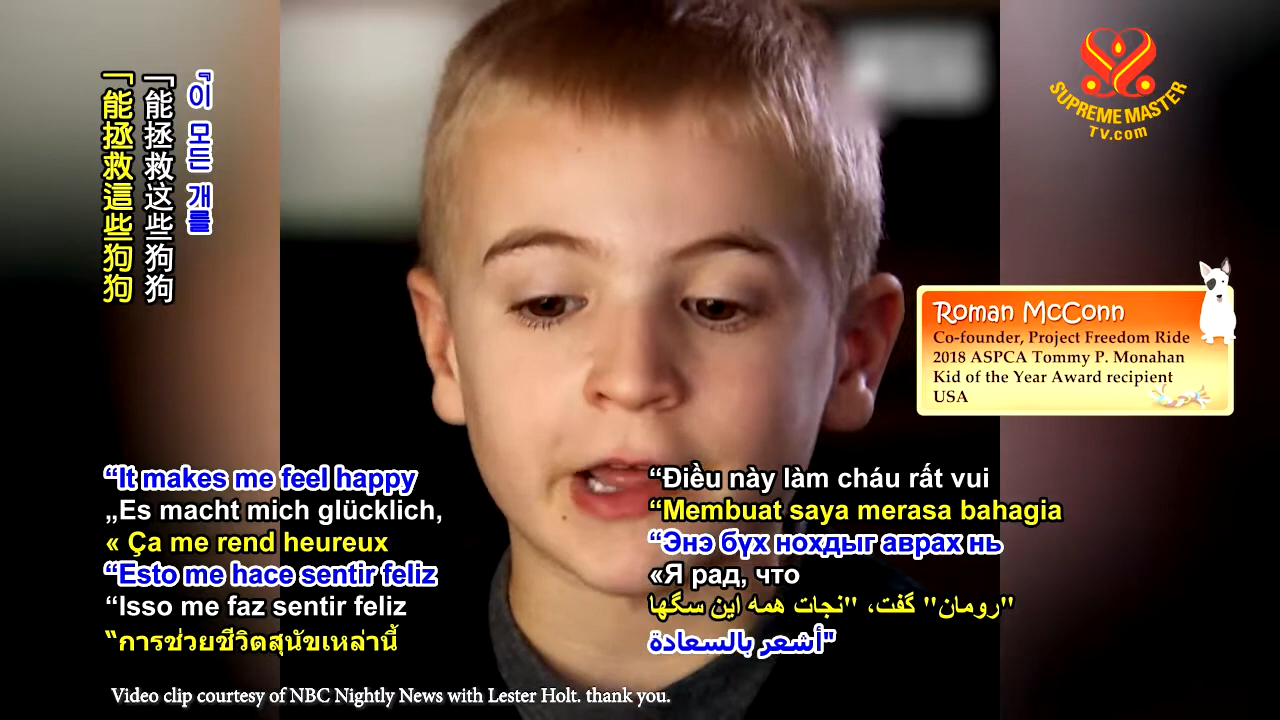 『이 모든 개를
「能拯救这些狗狗
「能拯救這些狗狗
SUPREME MASTER
TV.com
Roman McConn
Co-founder, Project Freedom Ride
2018 ASPCA Tommy P. Monahan
Kid of the Year Award recipient
USA
“It makes me feel happy
„Es macht mich glücklich,
« Ça me rend heureux
“Esto me hace sentir feliz
“Isso me faz sentir feliz
“การช่วยชีวิตสุนัขเหล่านี้
“Điều này làm cháu rất vui
“Membuat saya merasa bahagia
“Энэ бүх нохдыг аврах нь
«Я рад, что
"رومان" گفت، "نجات همه این سگها
"أشعر بالسعادة
Video clip courtesy of NBC Nightly News with Lester Holt. thank you.